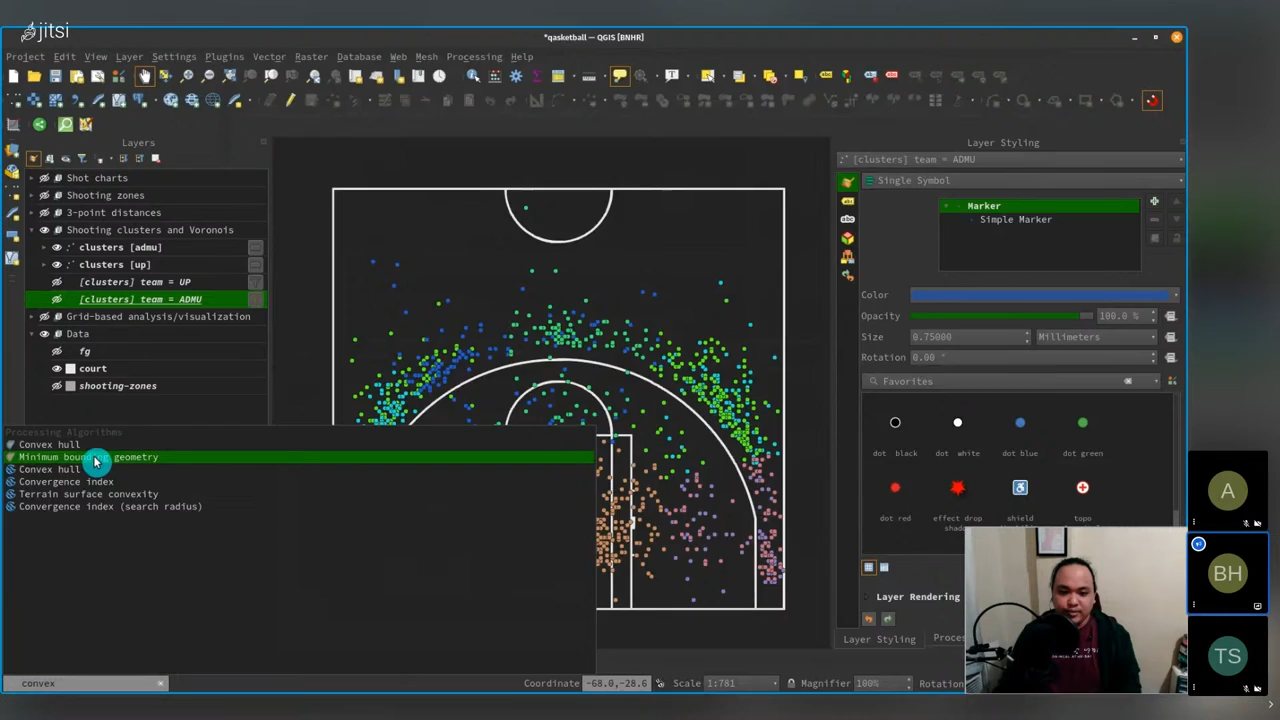 jitsi
*qasketball — QGIS [BNHR]
Project Edit View Layer Settings Plugins Vector Raster Database Web Mesh Processing Help
Layers
Shot charts
Shooting zones
3-point distances
Shooting clusters and Voronois
clusters [admu]
clusters [up]
[clusters] team = UP
[clusters] team = ADMU
Grid-based analysis/visualization
Data
fg
court
shooting-zones
Processing Algorithms
Convex hull
Minimum bounding geometry
Convex hull
Convergence index
Terrain surface convexity
Convergence index (search radius)
convex
Coordinate -68.0,-28.6 Scale 1:781 Magnifier 100% Rotation
Layer Styling
[clusters] team = ADMU
Single Symbol
Marker
Simple Marker
Color
Opacity 100.0 %
Size 0.75000 Millimeters
Rotation 0.00 °
Favorites
dot black dot white dot blue dot green
dot red effect drop shield topo
Layer Rendering
Layer Styling
A
BH
TS